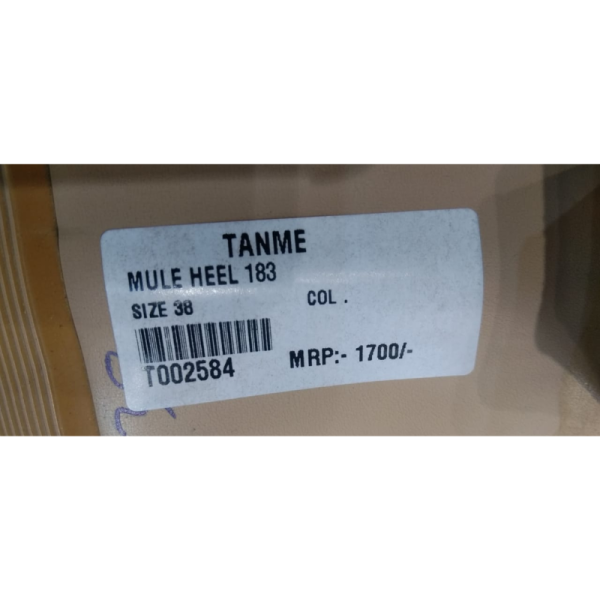 TANME
MULE HEEL 183
SIZE 38 COL .
MRP:- 1700/-
T002584